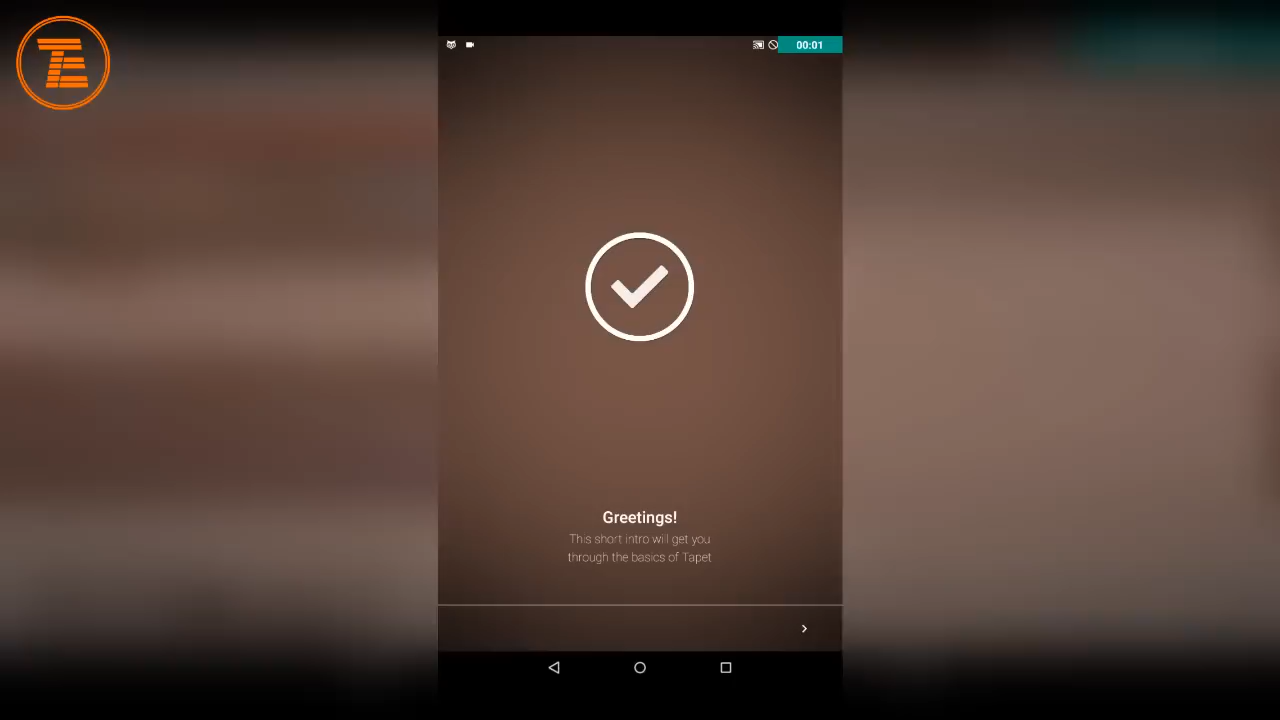 00:01
Greetings!
This short intro will get you
through the basics of Tapet